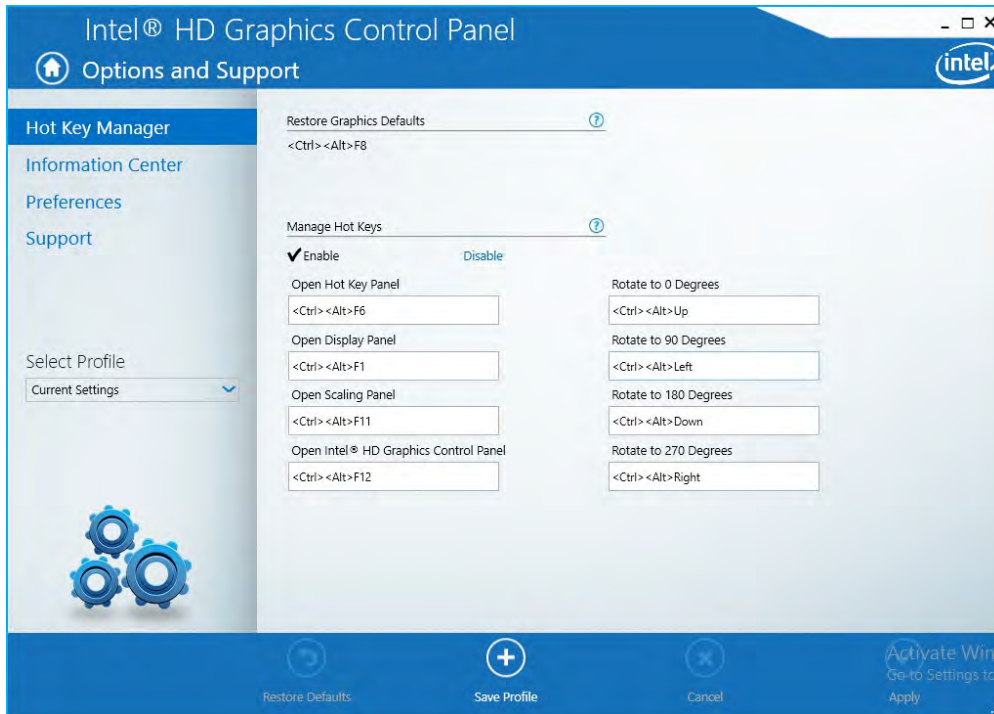 Intel® HD Graphics Control Panel
Options and Support
intel
Hot Key Manager
Information Center
Preferences
Support
Select Profile
Current Settings
Restore Graphics Defaults
<Ctrl><Alt>F8
Manage Hot Keys
Enable Disable
Open Hot Key Panel
<Ctrl><Alt>F6
Open Display Panel
<Ctrl><Alt>F1
Open Scaling Panel
<Ctrl><Alt>F11
Open Intel® HD Graphics Control Panel
<Ctrl><Alt>F12
Rotate to 0 Degrees
<Ctrl><Alt>Up
Rotate to 90 Degrees
<Ctrl><Alt>Left
Rotate to 180 Degrees
<Ctrl><Alt>Down
Rotate to 270 Degrees
<Ctrl><Alt>Right
Restore Defaults
Save Profile
Cancel
Apply
Activate Win
Go to Settings to